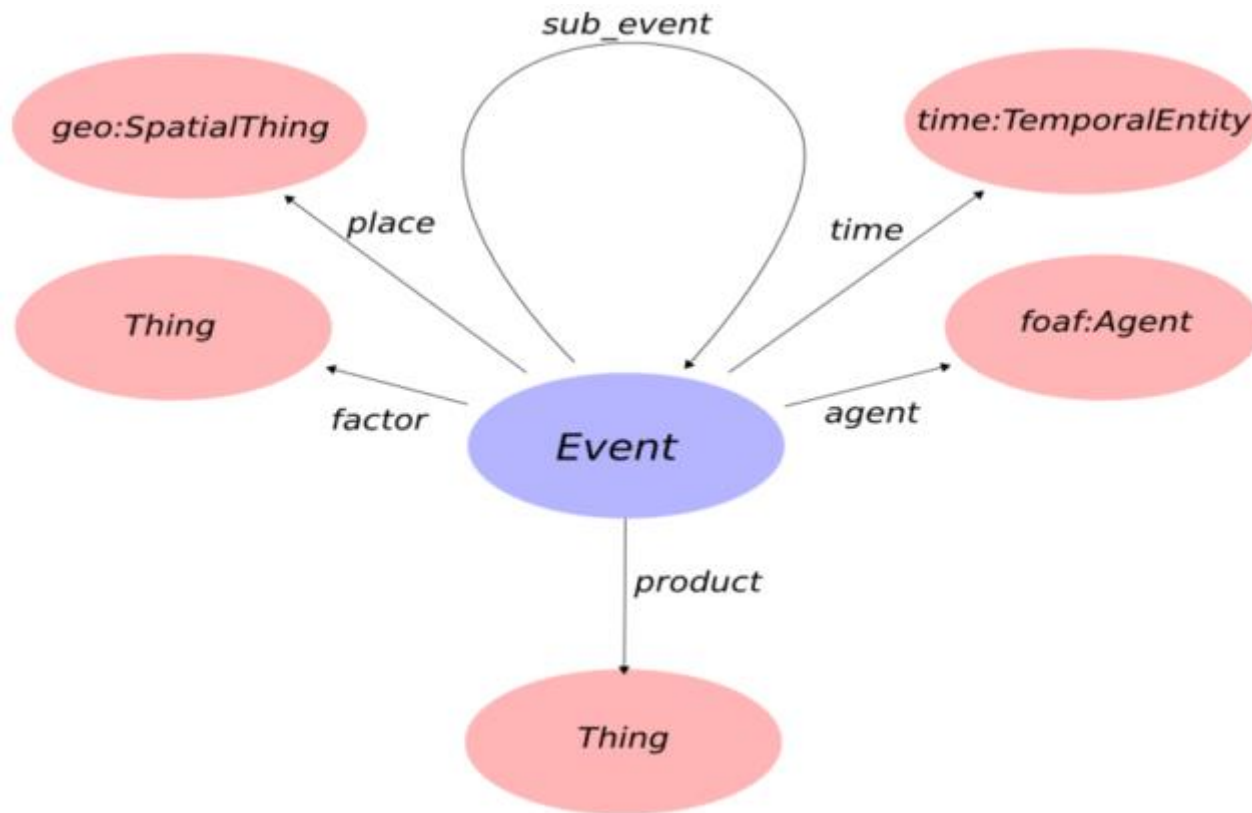 sub_event
geo:SpatialThing
time:TemporalEntity
place
time
Thing
foaf:Agent
factor
agent
Event
product
Thing